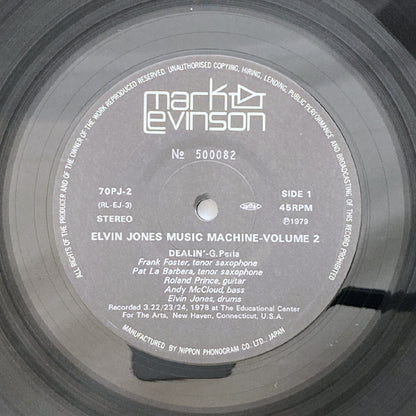 ALL RIGHTS OF THE PRODUCER AND OF THE OWNER OF THE WORK REPRODUCED RESERVED. UNAUTHORISED COPYING, HIRING, LENDING, PUBLIC PERFORMANCE AND BROADCASTING OF THIS RECORD PROHIBITED
mark
levinson
№ 500082
70PJ-2
(RL-EJ-3)
STEREO
SIDE 1
45RPM
℗1979
ELVIN JONES MUSIC MACHINE-VOLUME 2
DEALIN'-G.Perla
Frank Foster, tenor saxophone
Pat La Barbera, tenor saxophone
Roland Prince, guitar
Andy McCloud, bass
Elvin Jones, drums
Recorded 3.22/23/24, 1978 at The Educational Center
For The Arts, New Haven, Connecticut, U.S.A.
MANUFACTURED BY NIPPON PHONOGRAM CO., LTD., JAPAN